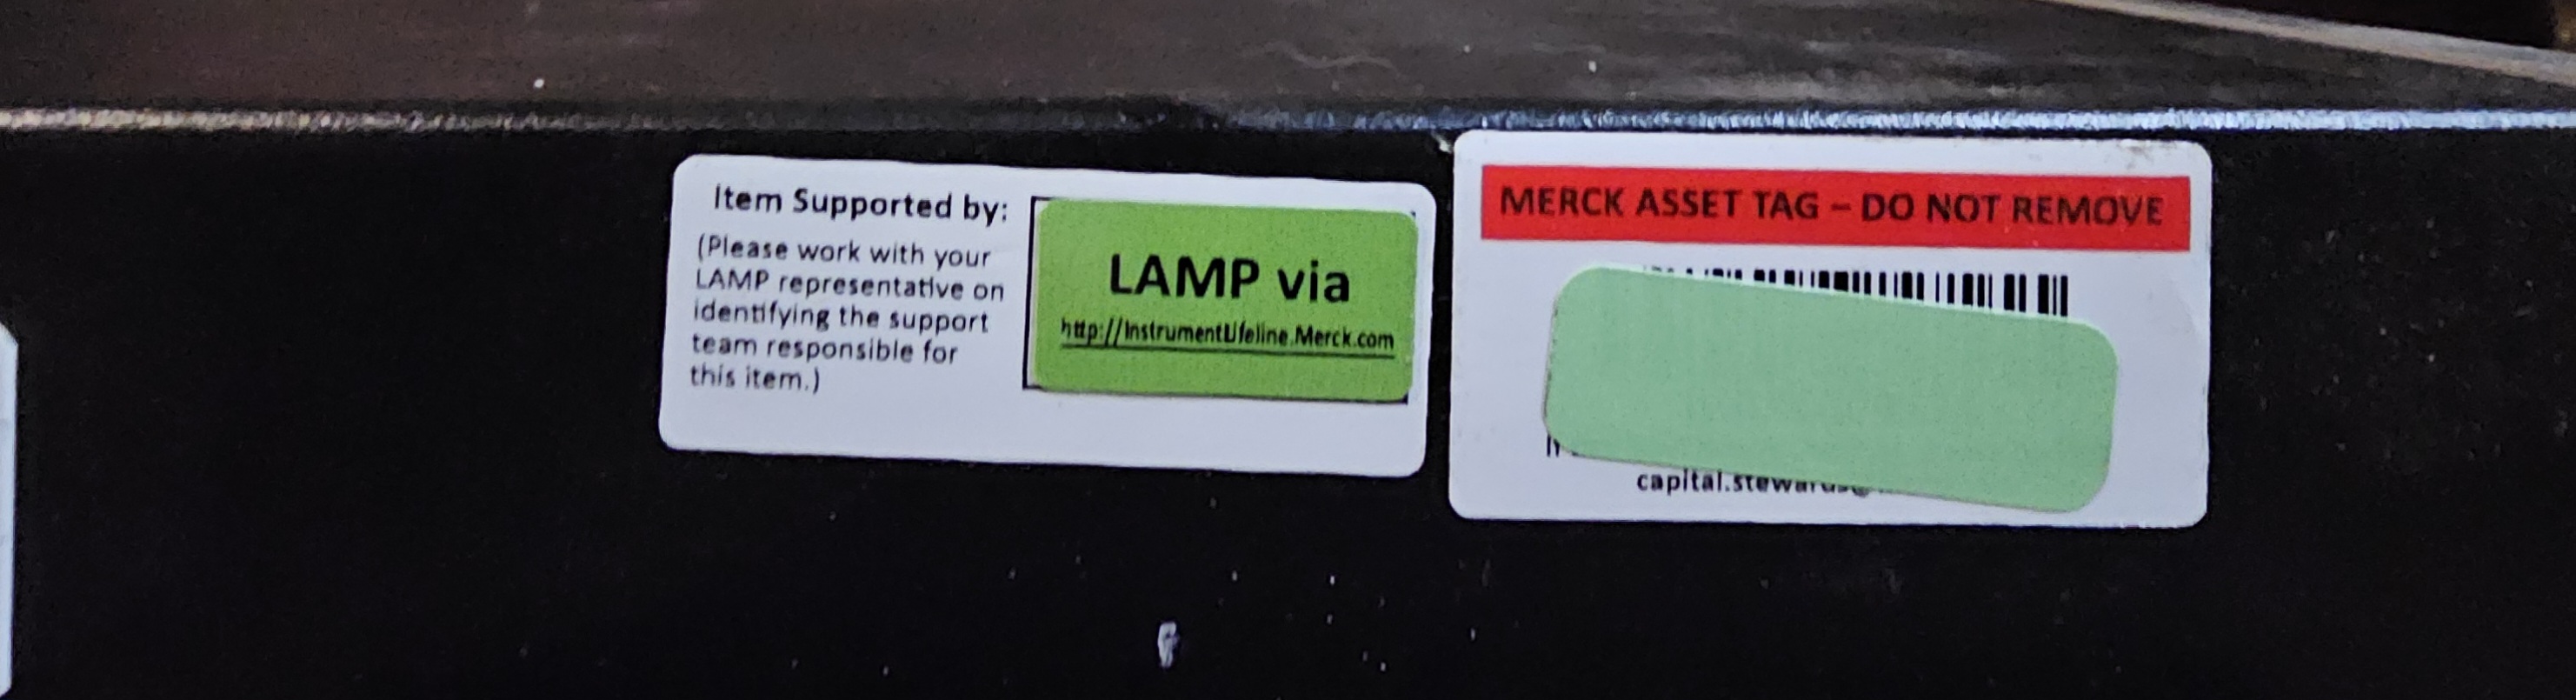 Item Supported by:
(Please work with your
LAMP representative on
identifying the support
team responsible for
this item.)
LAMP via
http://InstrumentLifeline.Merck.com
MERCK ASSET TAG – DO NOT REMOVE